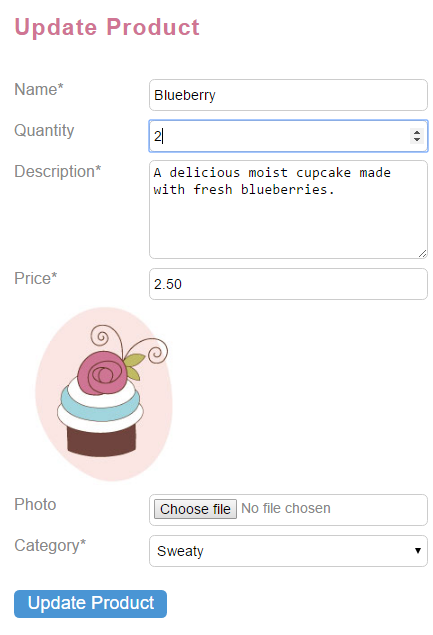 Update Product
Name*
Blueberry
Quantity
2
Description*
A delicious moist cupcake made
with fresh blueberries.
Price*
2.50
Photo
Choose file No file chosen
Category*
Sweaty
Update Product